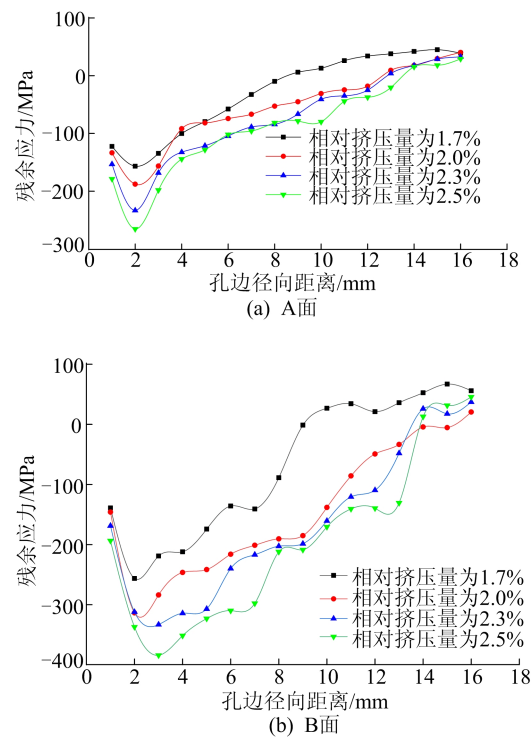 100
0
−100
−200
−300
残余应力/MPa
相对挤压量为1.7%
相对挤压量为2.0%
相对挤压量为2.3%
相对挤压量为2.5%
0 2 4 6 8 10 12 14 16 18
孔边径向距离/mm
(a) A面
100
0
−100
−200
−300
−400
残余应力/MPa
相对挤压量为1.7%
相对挤压量为2.0%
相对挤压量为2.3%
相对挤压量为2.5%
0 2 4 6 8 10 12 14 16 18
孔边径向距离/mm
(b) B面